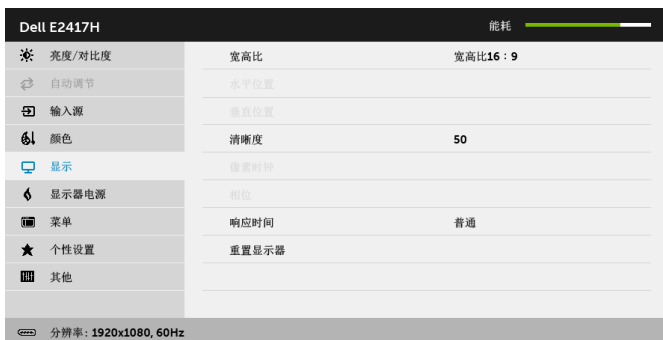 Dell E2417H 能耗
亮度/对比度 宽高比 宽高比16：9
自动调节 水平位置
输入源 垂直位置
颜色 清晰度 50
显示 像素时钟
显示器电源 相位
菜单 响应时间 普通
个性设置 重置显示器
其他
分辨率: 1920x1080, 60Hz